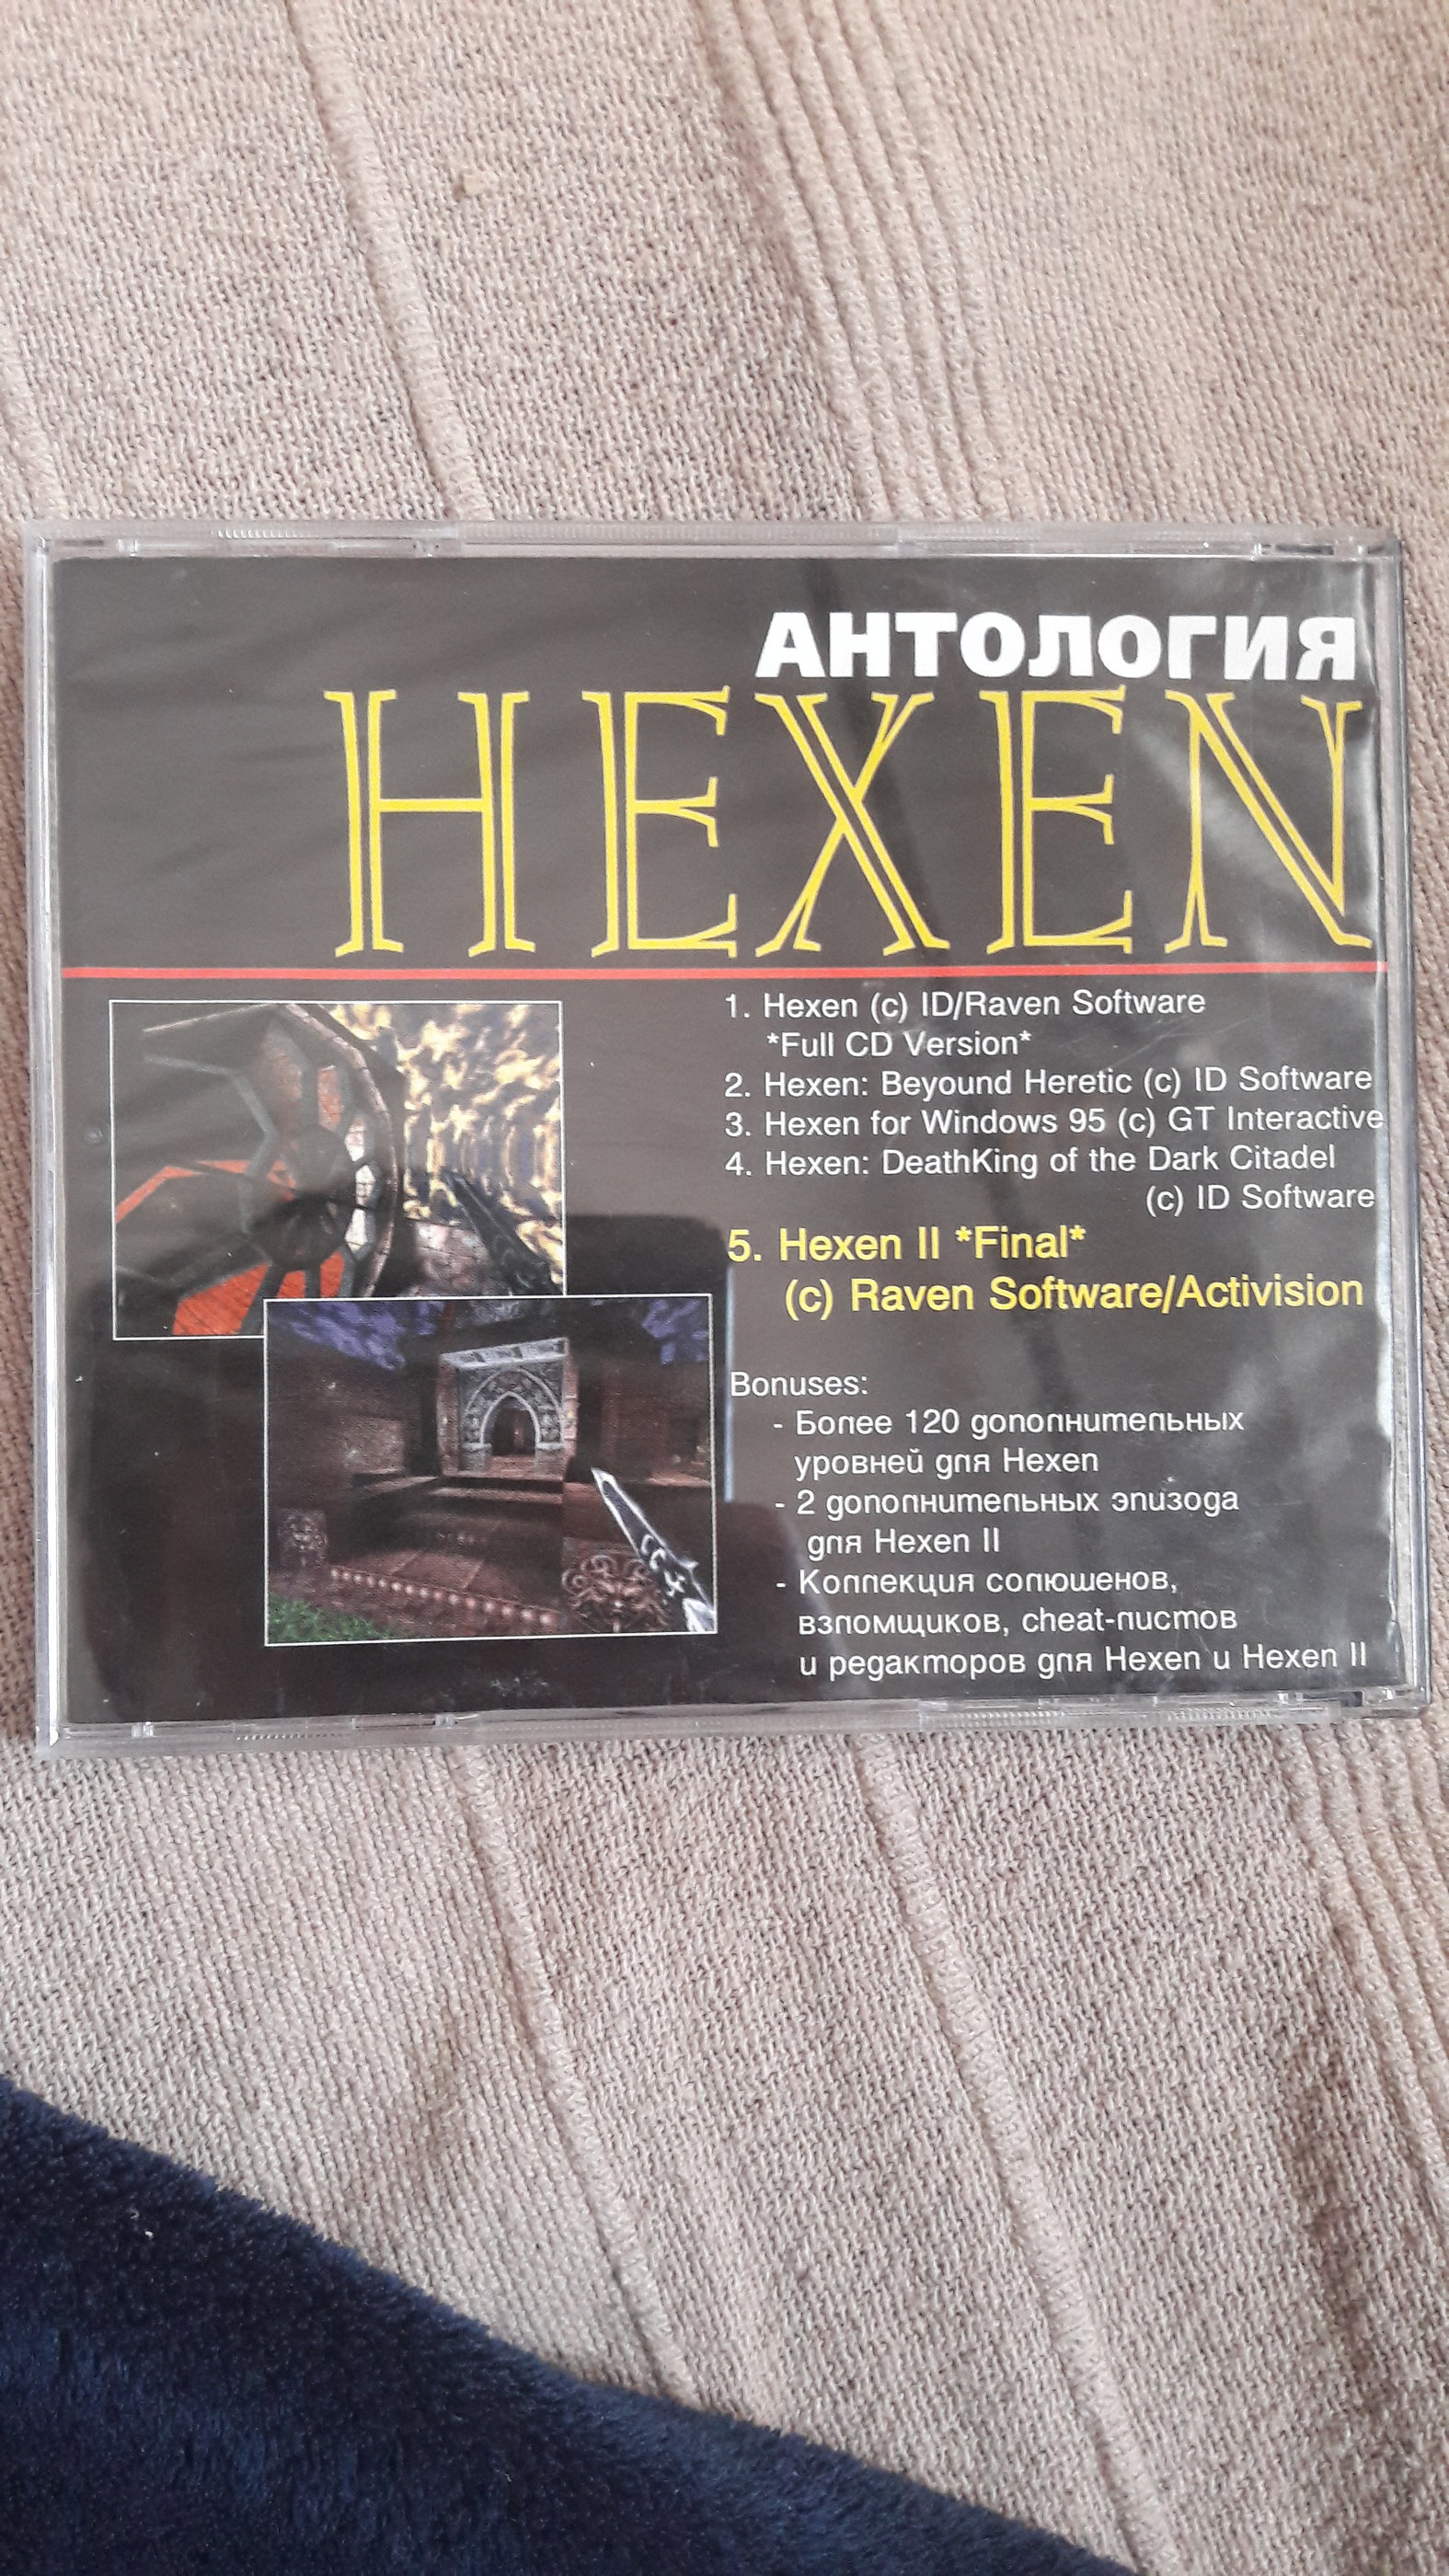 АНТОЛОГИЯ
HEXEN
1. Hexen (c) ID/Raven Software
*Full CD Version*
2. Hexen: Beyound Heretic (c) ID Software
3. Hexen for Windows 95 (c) GT Interactive
4. Hexen: DeathKing of the Dark Citadel
(c) ID Software
5. Hexen II *Final*
(c) Raven Software/Activision
Bonuses:
- Более 120 дополнительных
уровней для Hexen
- 2 дополнительных эпизода
для Hexen II
- Коллекция солюшенов,
взломщиков, cheat-листов
и редакторов для Hexen и Hexen II